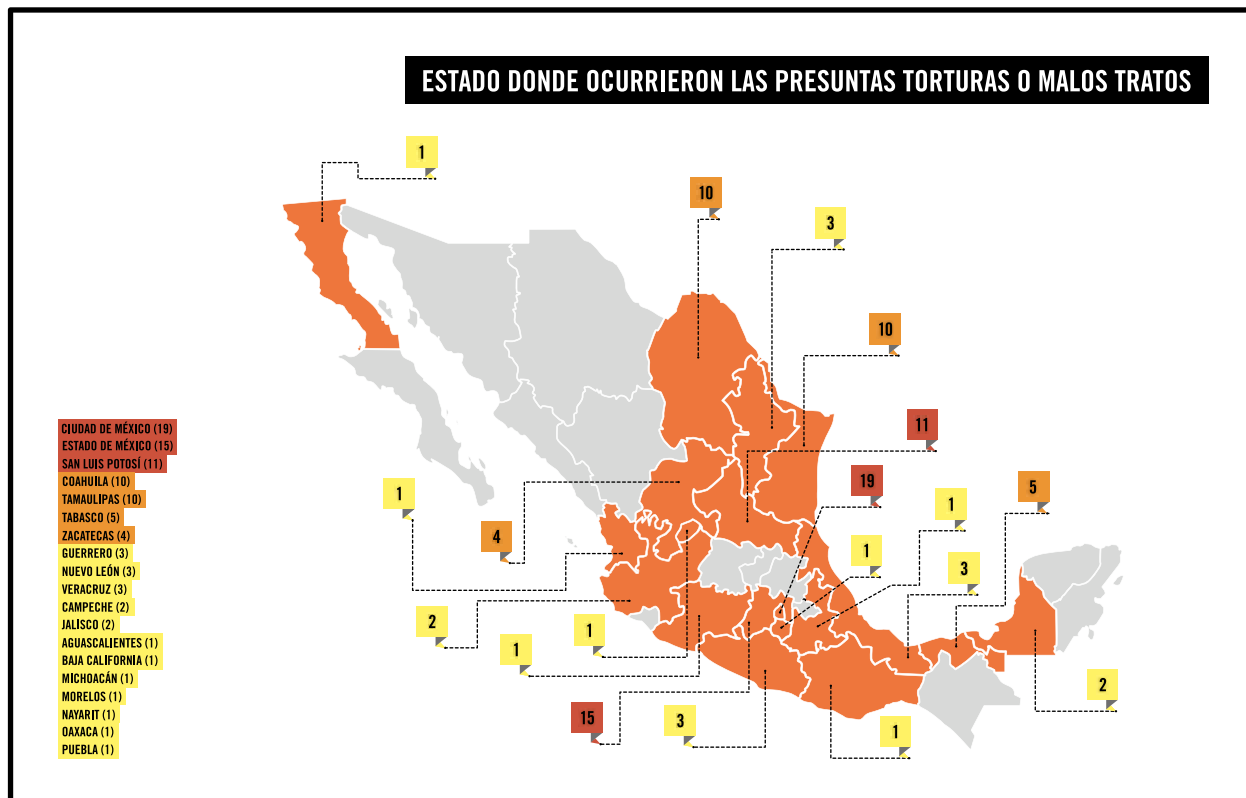 ESTADO DONDE OCURRIERON LAS PRESUNTAS TORTURAS O MALOS TRATOS
1
10
3
10
11
19
1
5
1
4
1
3
2
1
1
2
15
3
1
CIUDAD DE MÉXICO (19)
ESTADO DE MÉXICO (15)
SAN LUIS POTOSÍ (11)
COAHUILA (10)
TAMAULIPAS (10)
TABASCO (5)
ZACATECAS (4)
GUERRERO (3)
NUEVO LEÓN (3)
VERACRUZ (3)
CAMPECHE (2)
JALISCO (2)
AGUASCALIENTES (1)
BAJA CALIFORNIA (1)
MICHOACÁN (1)
MORELOS (1)
NAYARIT (1)
OAXACA (1)
PUEBLA (1)